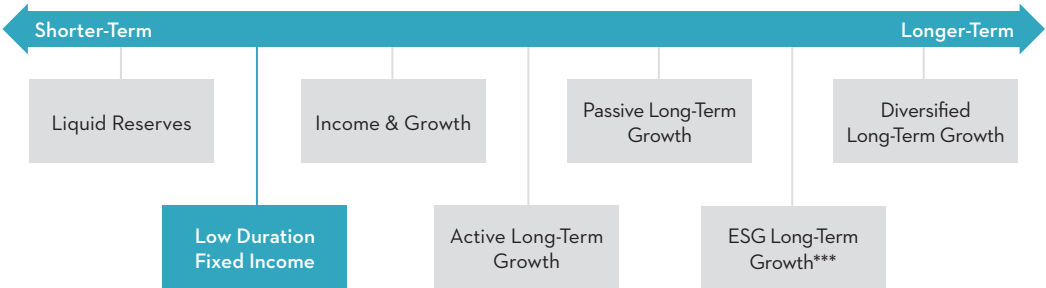 Shorter-Term
Longer-Term
Liquid Reserves
Income & Growth
Passive Long-Term
Growth
Diversified
Long-Term Growth
Low Duration
Fixed Income
Active Long-Term
Growth
ESG Long-Term
Growth***